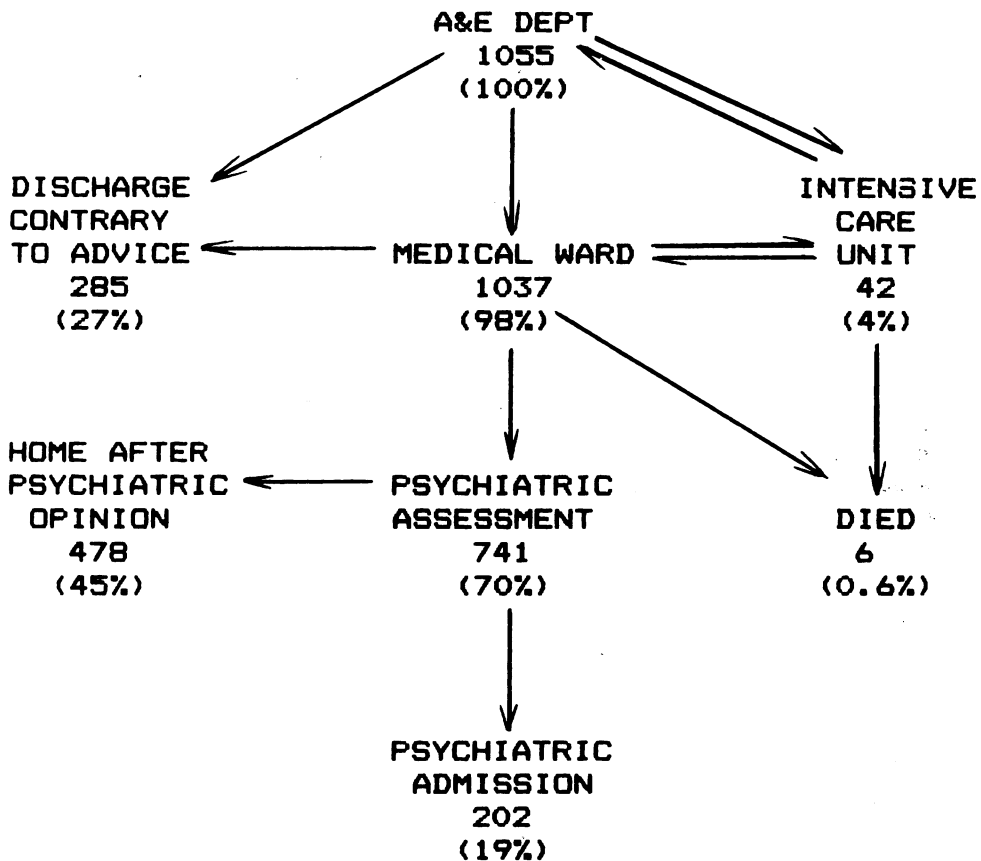 A&E DEPT
1055
(100%)
DISCHARGE
CONTRARY
TO ADVICE
285
(27%)
MEDICAL WARD
1037
(98%)
INTENSIVE
CARE
UNIT
42
(4%)
HOME AFTER
PSYCHIATRIC
OPINION
478
(45%)
PSYCHIATRIC
ASSESSMENT
741
(70%)
DIED
6
(0.6%)
PSYCHIATRIC
ADMISSION
202
(19%)